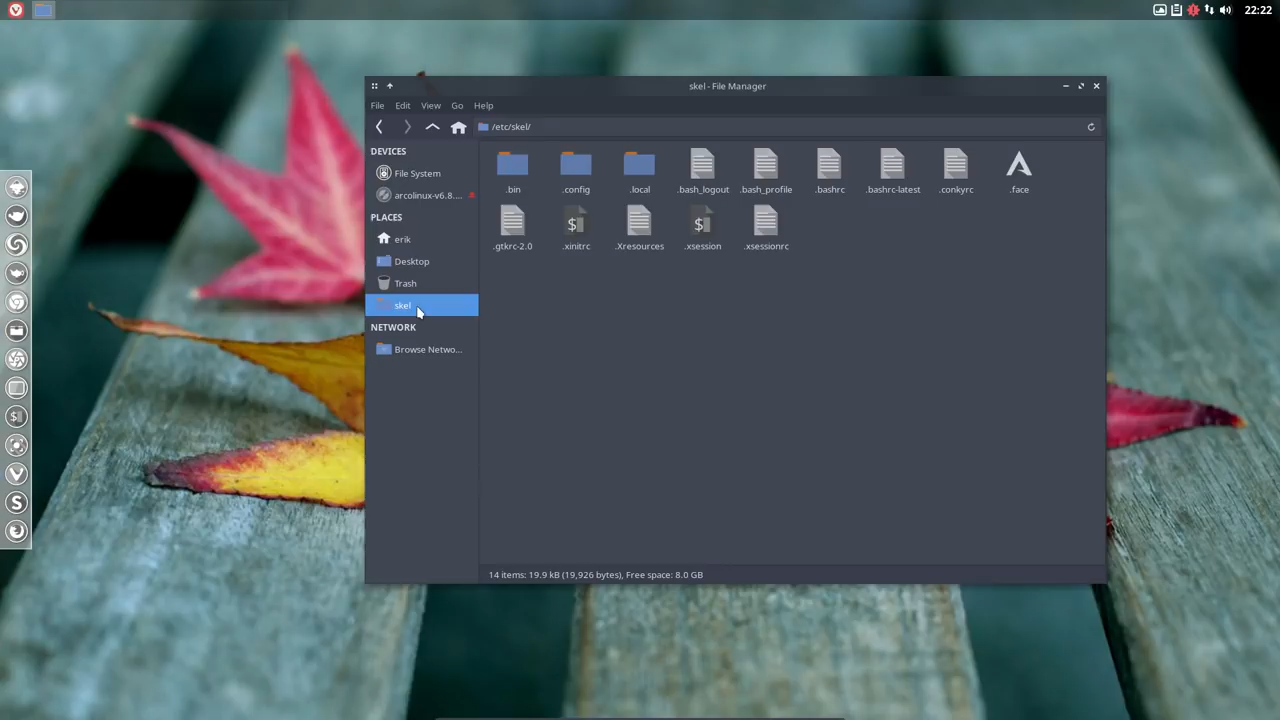 22:22
skel - File Manager
File Edit View Go Help
/etc/skel/
DEVICES
File System
arcolinux-v6.8....
PLACES
erik
Desktop
Trash
skel
NETWORK
Browse Netwo...
.bin .config .local .bash_logout .bash_profile .bashrc .bashrc-latest .conkyrc .face
.gtkrc-2.0 .xinitrc .Xresources .xsession .xsessionrc
14 items: 19.9 kB (19,926 bytes), Free space: 8.0 GB